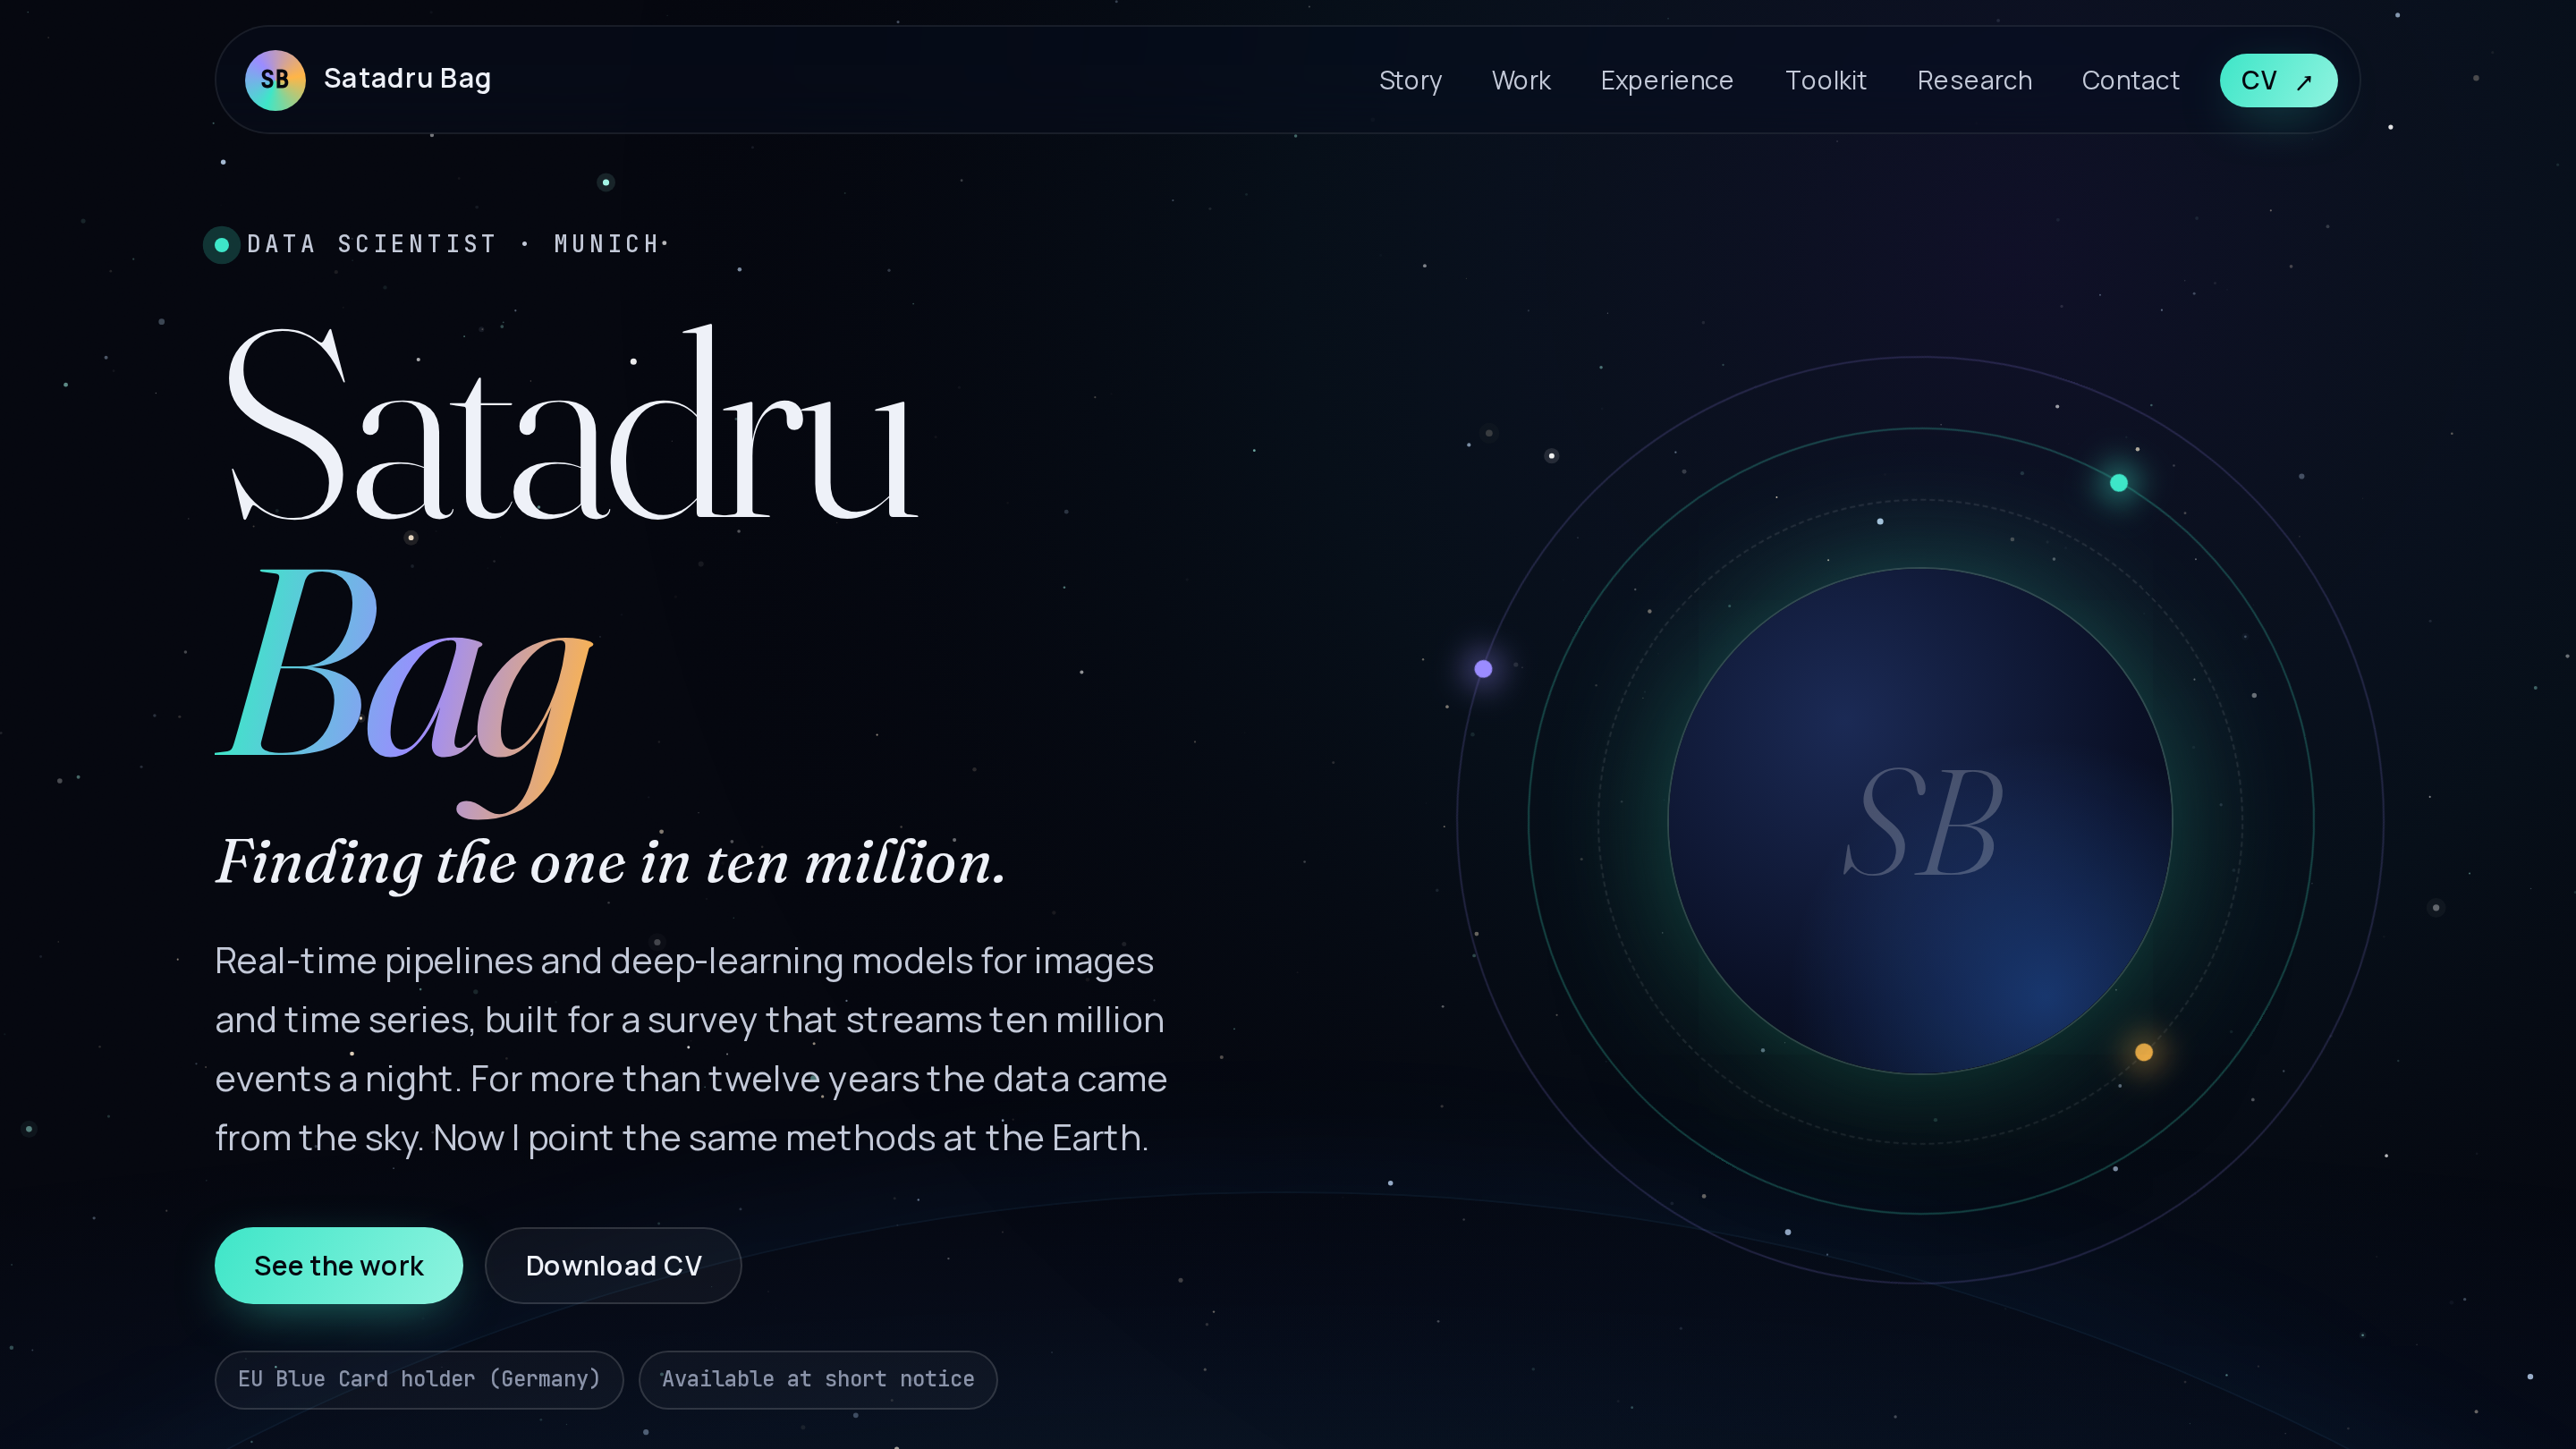 SB Satadru Bag Story Work Experience Toolkit Research Contact CV ↗
DATA SCIENTIST · MUNICH
Satadru
Bag
SB
Finding the one in ten million.
Real-time pipelines and deep-learning models for images
and time series, built for a survey that streams ten million
events a night. For more than twelve years the data came
from the sky. Now I point the same methods at the Earth.
See the work Download CV
EU Blue Card holder (Germany) Available at short notice